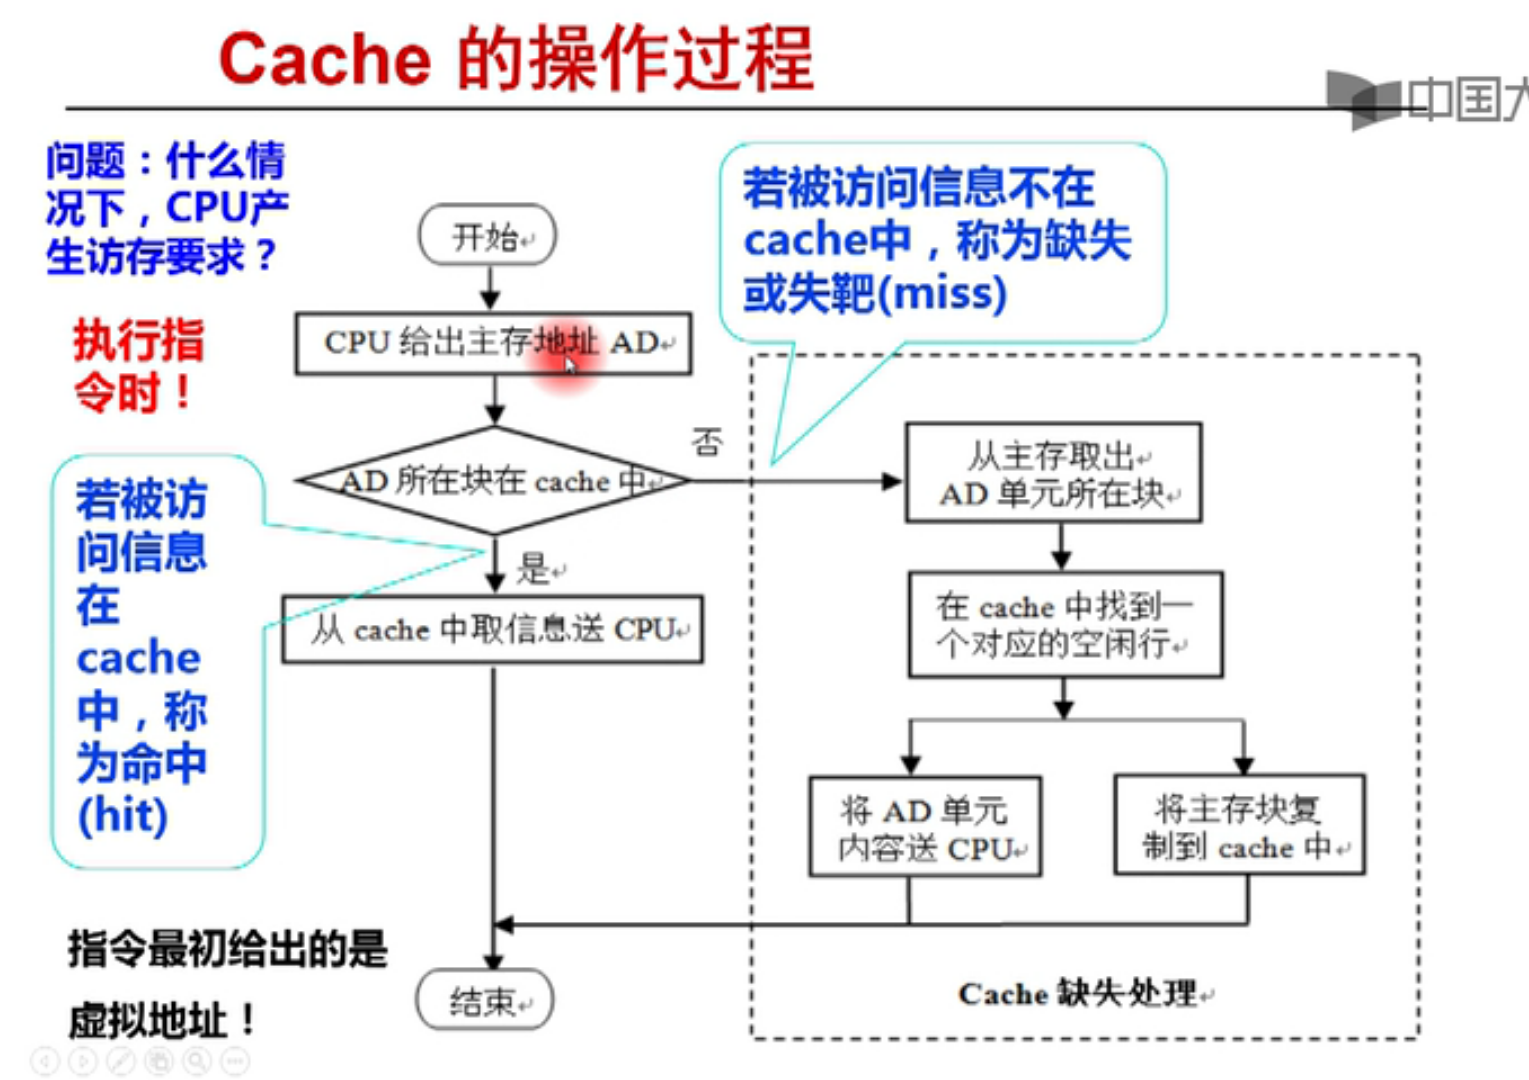 Cache 的操作过程
中国大
问题：什么情
况下，CPU产
生访存要求？
执行指
令时！
若被访问信息不在
cache中，称为缺失
或失靶(miss)
开始
CPU 给出主存地址 AD
AD 所在块在 cache 中
否
是
从 cache 中取信息送 CPU
若被访
问信息
在
cache
中，称
为命中
(hit)
从主存取出
AD 单元所在块
在 cache 中找到一
个对应的空闲行
将 AD 单元
内容送 CPU
将主存块复
制到 cache 中
Cache 缺失处理
结束
指令最初给出的是
虚拟地址！